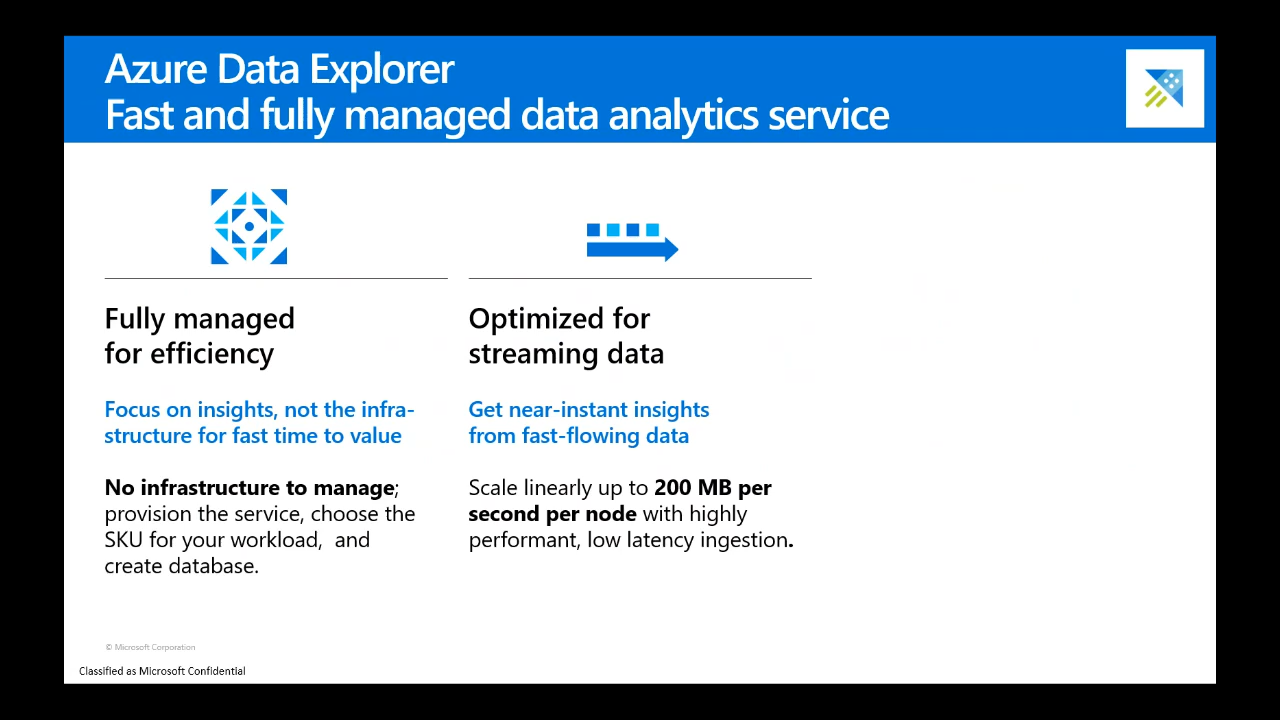 Azure Data Explorer
Fast and fully managed data analytics service
Fully managed
for efficiency
Focus on insights, not the infra-
structure for fast time to value
No infrastructure to manage;
provision the service, choose the
SKU for your workload,  and
create database.
Optimized for
streaming data
Get near-instant insights
from fast-flowing data
Scale linearly up to 200 MB per
second per node with highly
performant, low latency ingestion.
© Microsoft Corporation
Classified as Microsoft Confidential